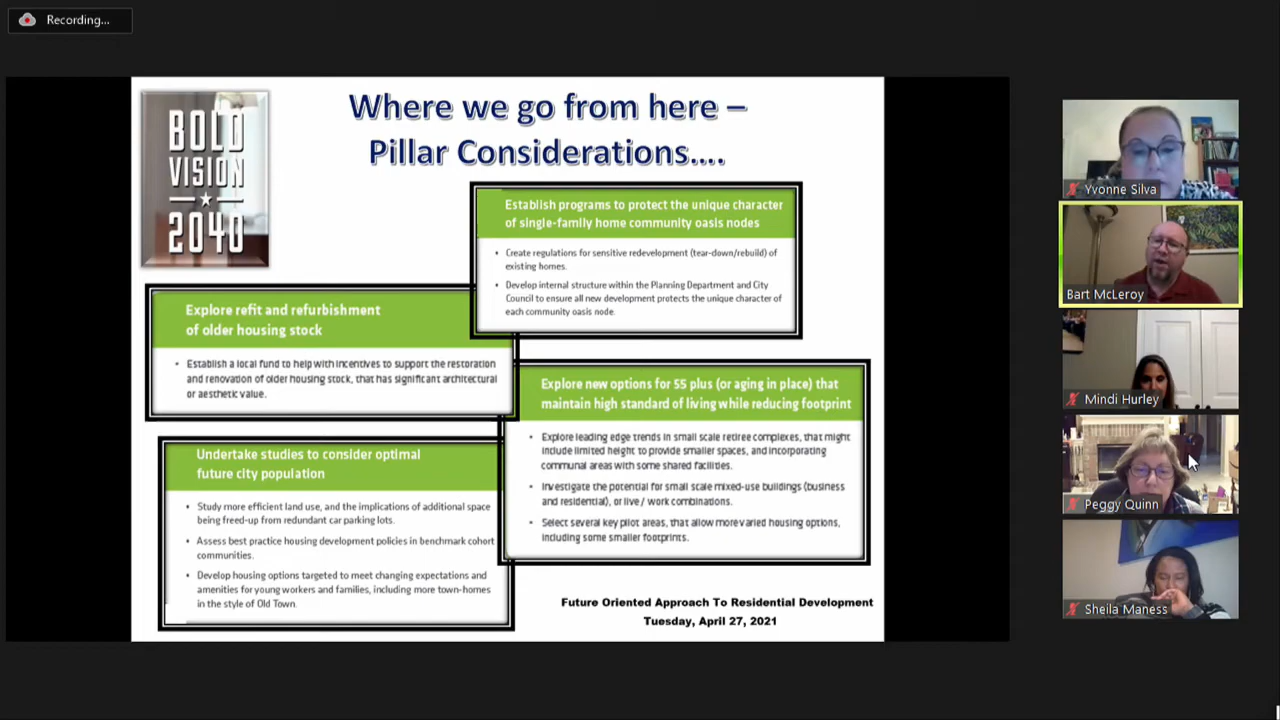 Recording...
BOLD
VISION
2040
Where we go from here –
Pillar Considerations....
Establish programs to protect the unique character
of single-family home community oasis nodes
• Create regulations for sensitive redevelopment (tear-down/rebuild) of
existing homes.
• Develop internal structure within the Planning Department and City
Council to ensure all new development protects the unique character of
each community oasis node.
Explore refit and refurbishment
of older housing stock
• Establish a local fund to help with incentives to support the restoration
and renovation of older housing stock, that has significant architectural
or aesthetic value.
Explore new options for 55 plus (or aging in place) that
maintain high standard of living while reducing footprint
• Explore leading edge trends in small scale retiree complexes, that might
include limited height to provide smaller spaces, and incorporating
communal areas with some shared facilities.
• Investigate the potential for small scale mixed-use buildings (business
and residential), or live / work combinations.
• Select several key pilot areas, that allow more varied housing options,
including some smaller footprints.
Undertake studies to consider optimal
future city population
• Study more efficient land use, and the implications of additional space
being freed-up from redundant car parking lots.
• Assess best practice housing development policies in benchmark cohort
communities.
• Develop housing options targeted to meet changing expectations and
amenities for young workers and families, including more town-homes
in the style of Old Town.
Future Oriented Approach To Residential Development
Tuesday, April 27, 2021
Yvonne Silva
Bart McLeroy
Mindi Hurley
Peggy Quinn
Sheila Maness